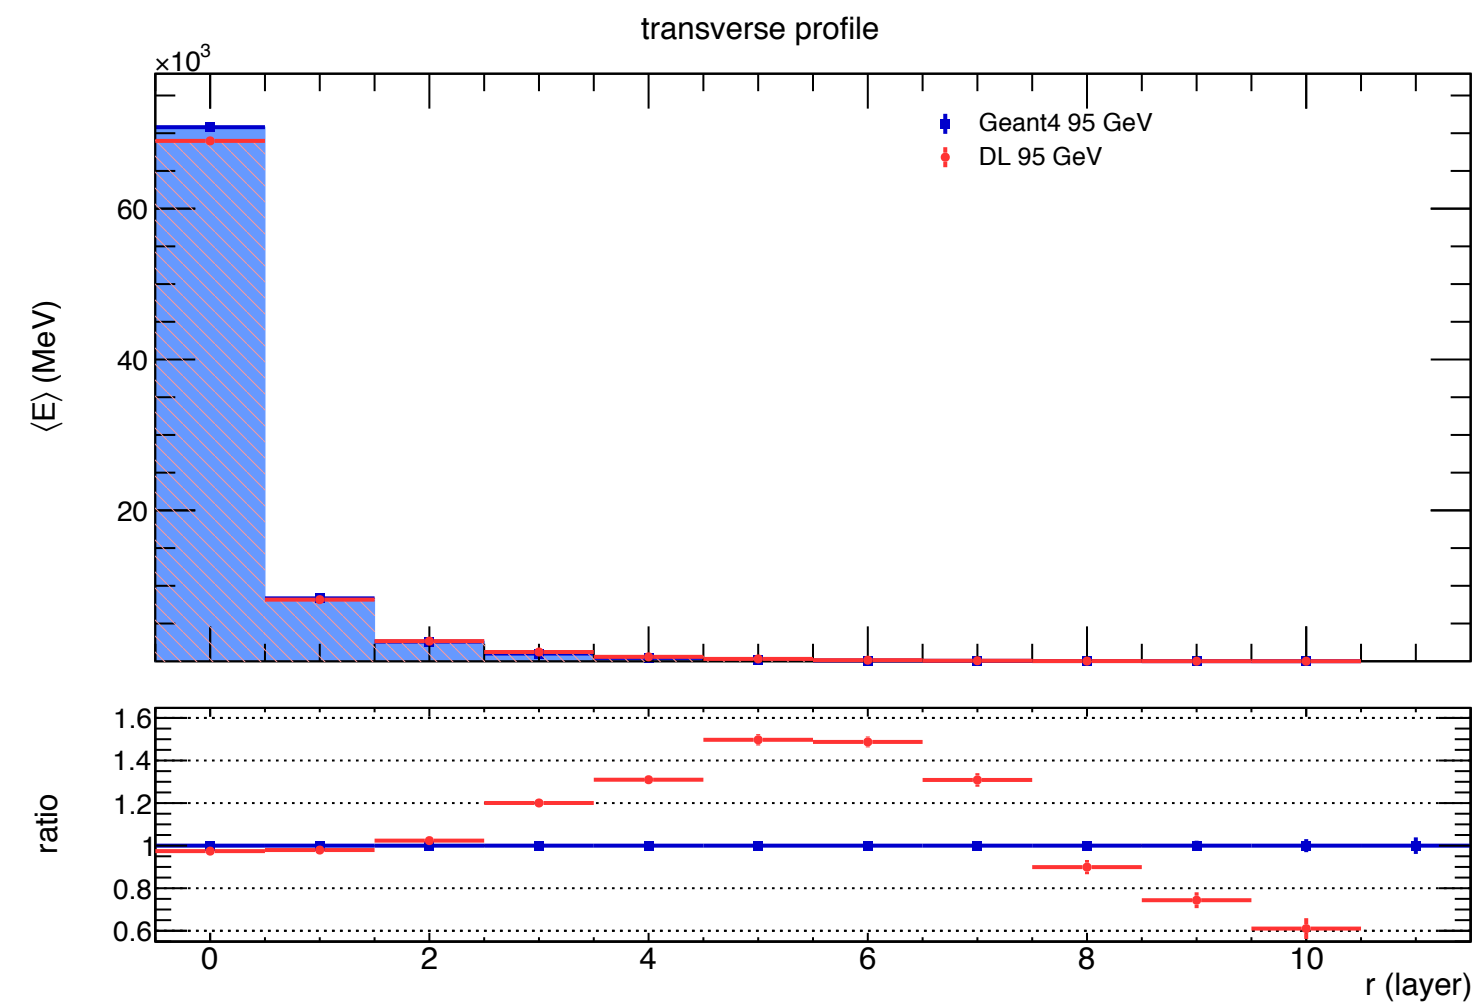 transverse profile
×10³
60
40
20
⟨E⟩ (MeV)
Geant4 95 GeV
DL 95 GeV
1.6
1.4
1.2
1
0.8
0.6
ratio
0 2 4 6 8 10
r (layer)